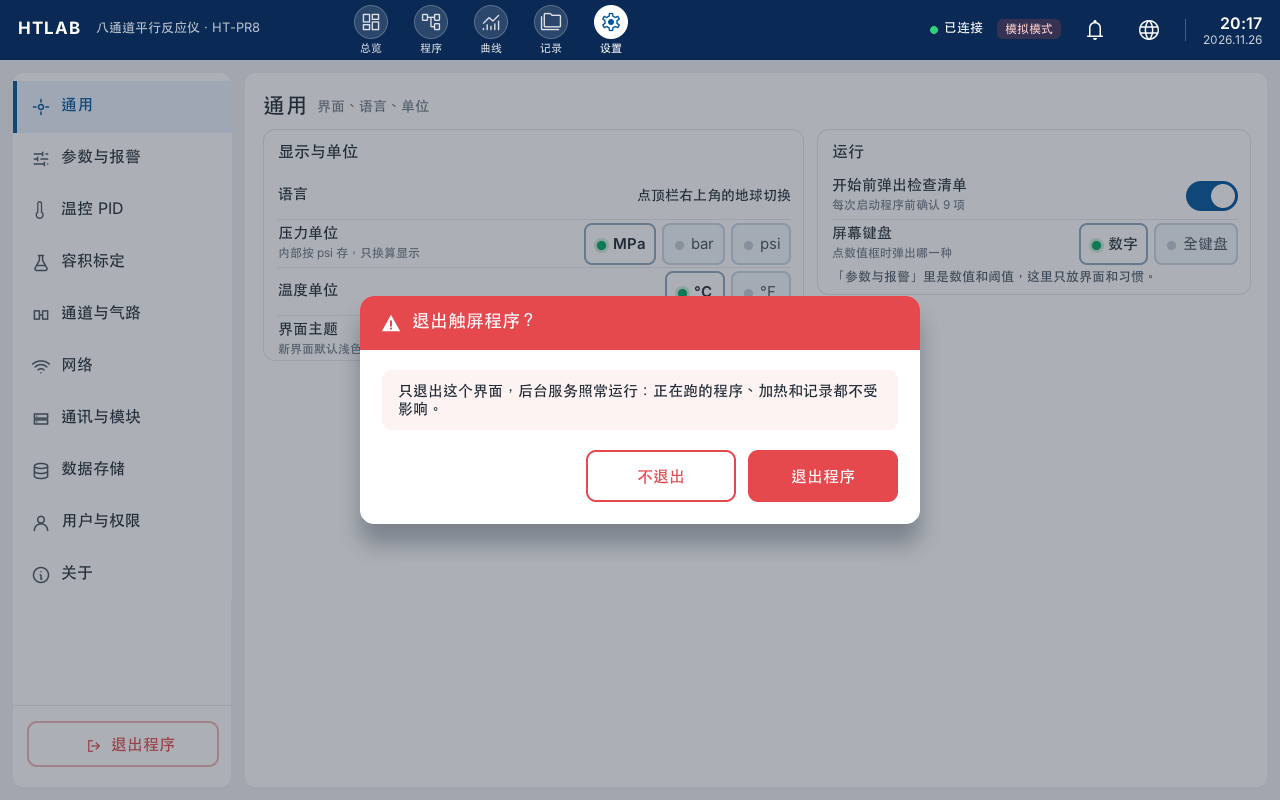 HTLAB 八通道平行反应仪 · HT-PR8
总览
程序
曲线
记录
设置
已连接
模拟模式
20:17
2026.11.26
通用
参数与报警
温控 PID
容积标定
通道与气路
网络
通讯与模块
数据存储
用户与权限
关于
退出程序
通用 界面、语言、单位
显示与单位
语言
点顶栏右上角的地球切换
压力单位
内部按 psi 存，只换算显示
MPa
bar
psi
温度单位
°C
°F
界面主题
新界面默认浅色
运行
开始前弹出检查清单
每次启动程序前确认 9 项
屏幕键盘
点数值框时弹出哪一种
数字
全键盘
「参数与报警」里是数值和阈值，这里只放界面和习惯。
退出触屏程序？
只退出这个界面，后台服务照常运行：正在跑的程序、加热和记录都不受
影响。
不退出
退出程序